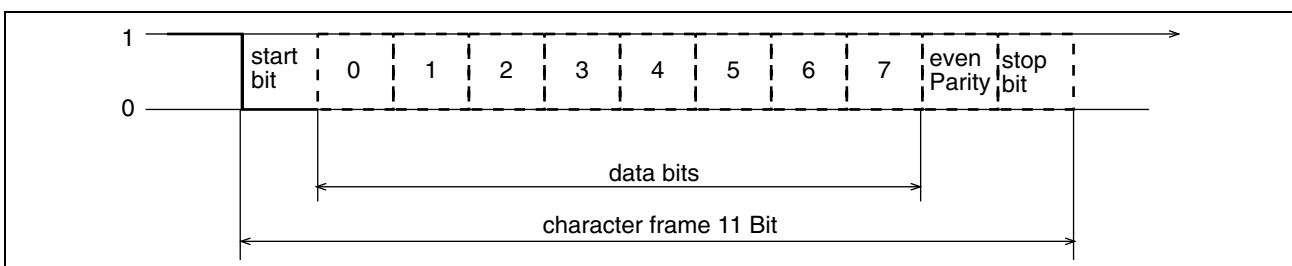 1
start bit
0
1
2
3
4
5
6
7
even Parity
stop bit
0
data bits
character frame 11 Bit